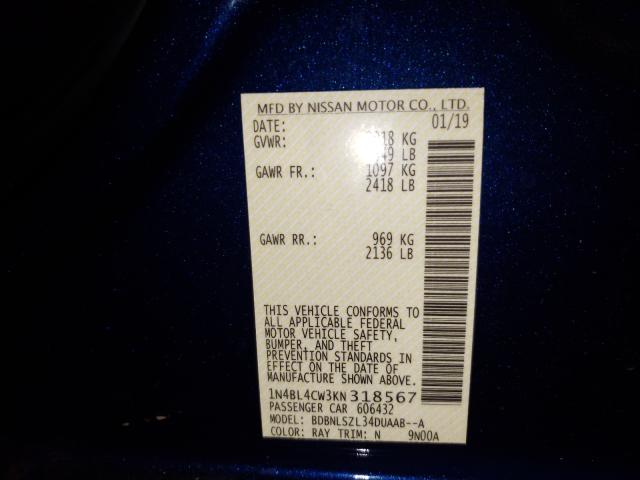 MFD BY NISSAN MOTOR CO., LTD.
DATE: 01/19
GVWR: KG
LB
GAWR FR.: 1097 KG
2418 LB
GAWR RR.: 969 KG
2136 LB
THIS VEHICLE CONFORMS TO
ALL APPLICABLE FEDERAL
MOTOR VEHICLE SAFETY,
BUMPER, AND THEFT
PREVENTION STANDARDS IN
EFFECT ON THE DATE OF
MANUFACTURE SHOWN ABOVE.
1N4BL4CW3KN318567
PASSENGER CAR 606432
MODEL: BDBNLSZL34DUAAB--A
COLOR: RAY TRIM: N 9N00A